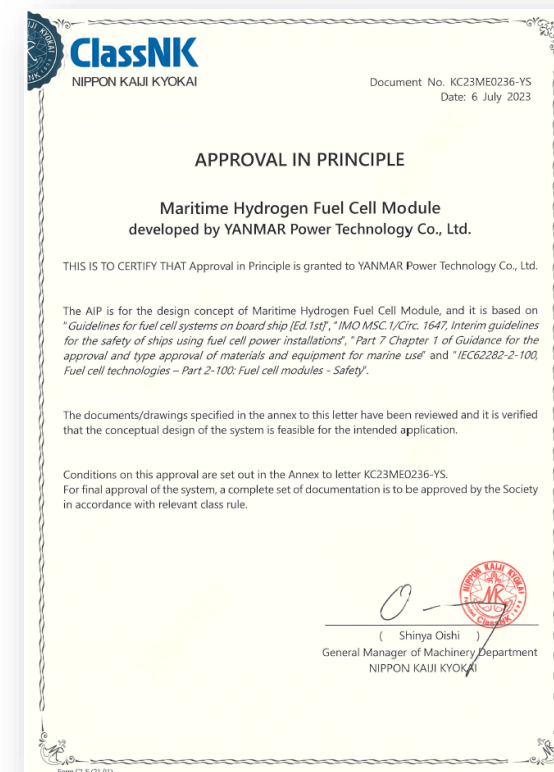 ClassNK
NIPPON KAIJI KYOKAI
Document No. KC23ME0236-YS
Date: 6 July 2023
APPROVAL IN PRINCIPLE
Maritime Hydrogen Fuel Cell Module
developed by YANMAR Power Technology Co., Ltd.
THIS IS TO CERTIFY THAT Approval in Principle is granted to YANMAR Power Technology Co., Ltd.
The AIP is for the design concept of Maritime Hydrogen Fuel Cell Module, and it is based on
"Guidelines for fuel cell systems on board ship [Ed.1st]", "IMO MSC.1/Circ. 1647, Interim guidelines
for the safety of ships using fuel cell power installations", "Part 7 Chapter 1 of Guidance for the
approval and type approval of materials and equipment for marine use" and "IEC62282-2-100,
Fuel cell technologies – Part 2-100: Fuel cell modules - Safety".
The documents/drawings specified in the annex to this letter have been reviewed and it is verified
that the conceptual design of the system is feasible for the intended application.
Conditions on this approval are set out in the Annex to letter KC23ME0236-YS.
For final approval of the system, a complete set of documentation is to be approved by the Society
in accordance with relevant class rule.
NIPPON KAIJI KYOKAI
ClassNK
( Shinya Oishi )
General Manager of Machinery Department
NIPPON KAIJI KYOKAI